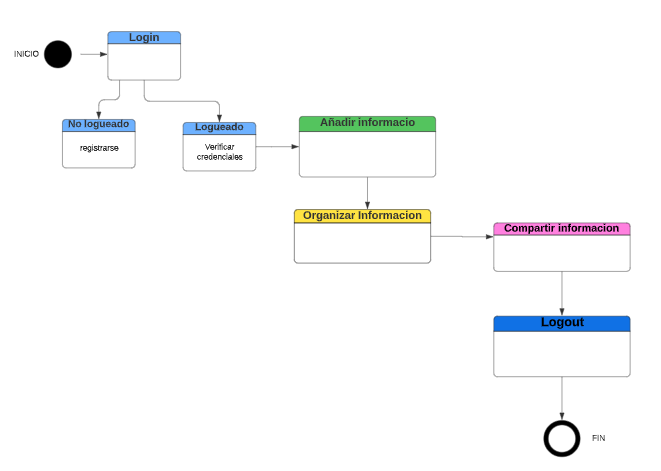 INICIO
Login
No logueado
registrarse
Logueado
Verificar
credenciales
Añadir informacio
Organizar Informacion
Compartir informacion
Logout
FIN